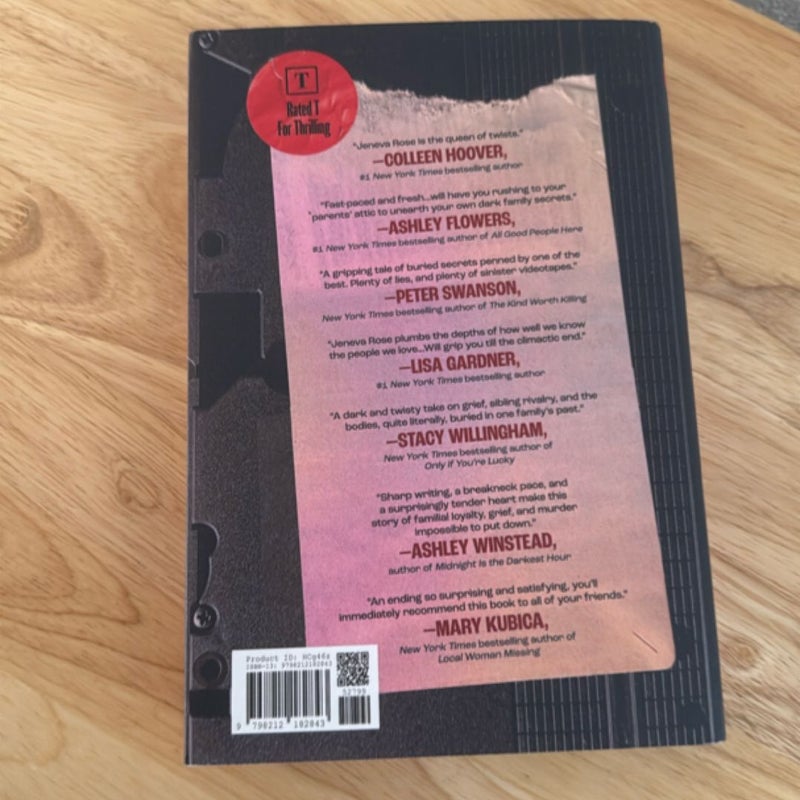 T
Rated T
For Thrilling
"Jeneva Rose is the queen of twists."
—COLLEEN HOOVER,
#1 New York Times bestselling author
"Fast-paced and fresh...will have you rushing to your
parents' attic to unearth your own dark family secrets."
—ASHLEY FLOWERS,
#1 New York Times bestselling author of All Good People Here
"A gripping tale of buried secrets penned by one of the
best. Plenty of lies, and plenty of sinister videotapes."
—PETER SWANSON,
New York Times bestselling author of The Kind Worth Killing
"Jeneva Rose plumbs the depths of how well we know
the people we love...Will grip you till the climactic end."
—LISA GARDNER,
#1 New York Times bestselling author
"A dark and twisty take on grief, sibling rivalry, and the
bodies, quite literally, buried in one family's past."
—STACY WILLINGHAM,
New York Times bestselling author of
Only If You're Lucky
"Sharp writing, a breakneck pace, and
a surprisingly tender heart make this
story of familial loyalty, grief, and murder
impossible to put down."
—ASHLEY WINSTEAD,
author of Midnight Is the Darkest Hour
"An ending so surprising and satisfying, you'll
immediately recommend this book to all of your friends."
—MARY KUBICA,
New York Times bestselling author of
Local Woman Missing
Product ID:
ISBN-13: 9798212182843
52799
9 798212 182843